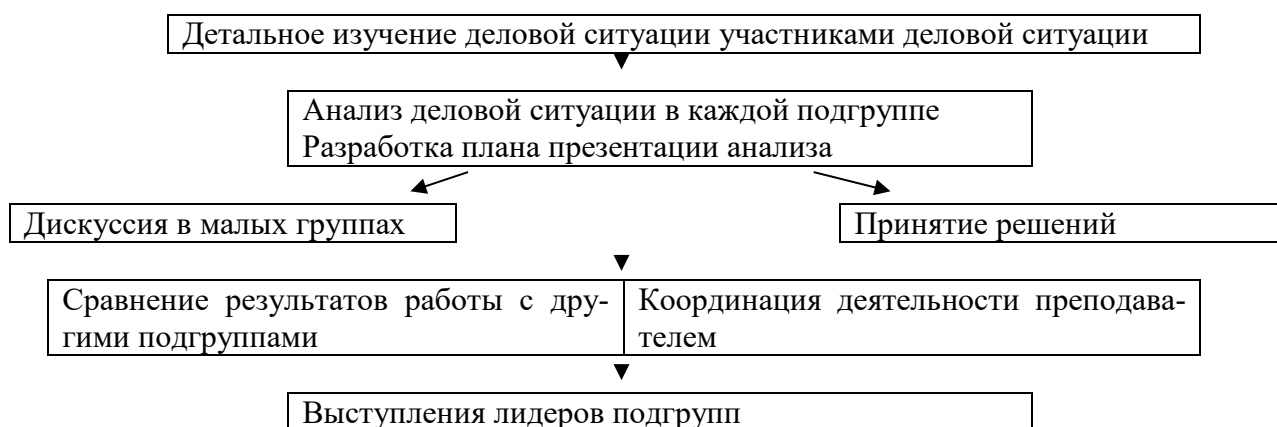 Детальное изучение деловой ситуации участниками деловой ситуации
Анализ деловой ситуации в каждой подгруппе
Разработка плана презентации анализа
Дискуссия в малых группах
Принятие решений
Сравнение результатов работы с дру-
гими подгруппами
Координация деятельности преподава-
телем
Выступления лидеров подгрупп